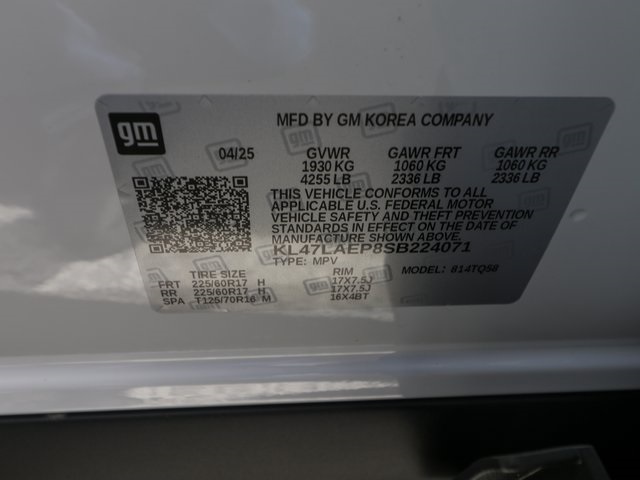 gm
MFD BY GM KOREA COMPANY
04/25 GVWR GAWR FRT GAWR RR
1930 KG 1060 KG 1060 KG
4255 LB 2336 LB 2336 LB
THIS VEHICLE CONFORMS TO ALL
APPLICABLE U.S. FEDERAL MOTOR
VEHICLE SAFETY AND THEFT PREVENTION
STANDARDS IN EFFECT ON THE DATE OF
MANUFACTURE SHOWN ABOVE.
KL47LAEP8SB224071
TYPE: MPV MODEL: 814TQ58
TIRE SIZE RIM
FRT 225/60R17 H 17X7.5J
RR 225/60R17 H 17X7.5J
SPA T125/70R16 M 16X4BT